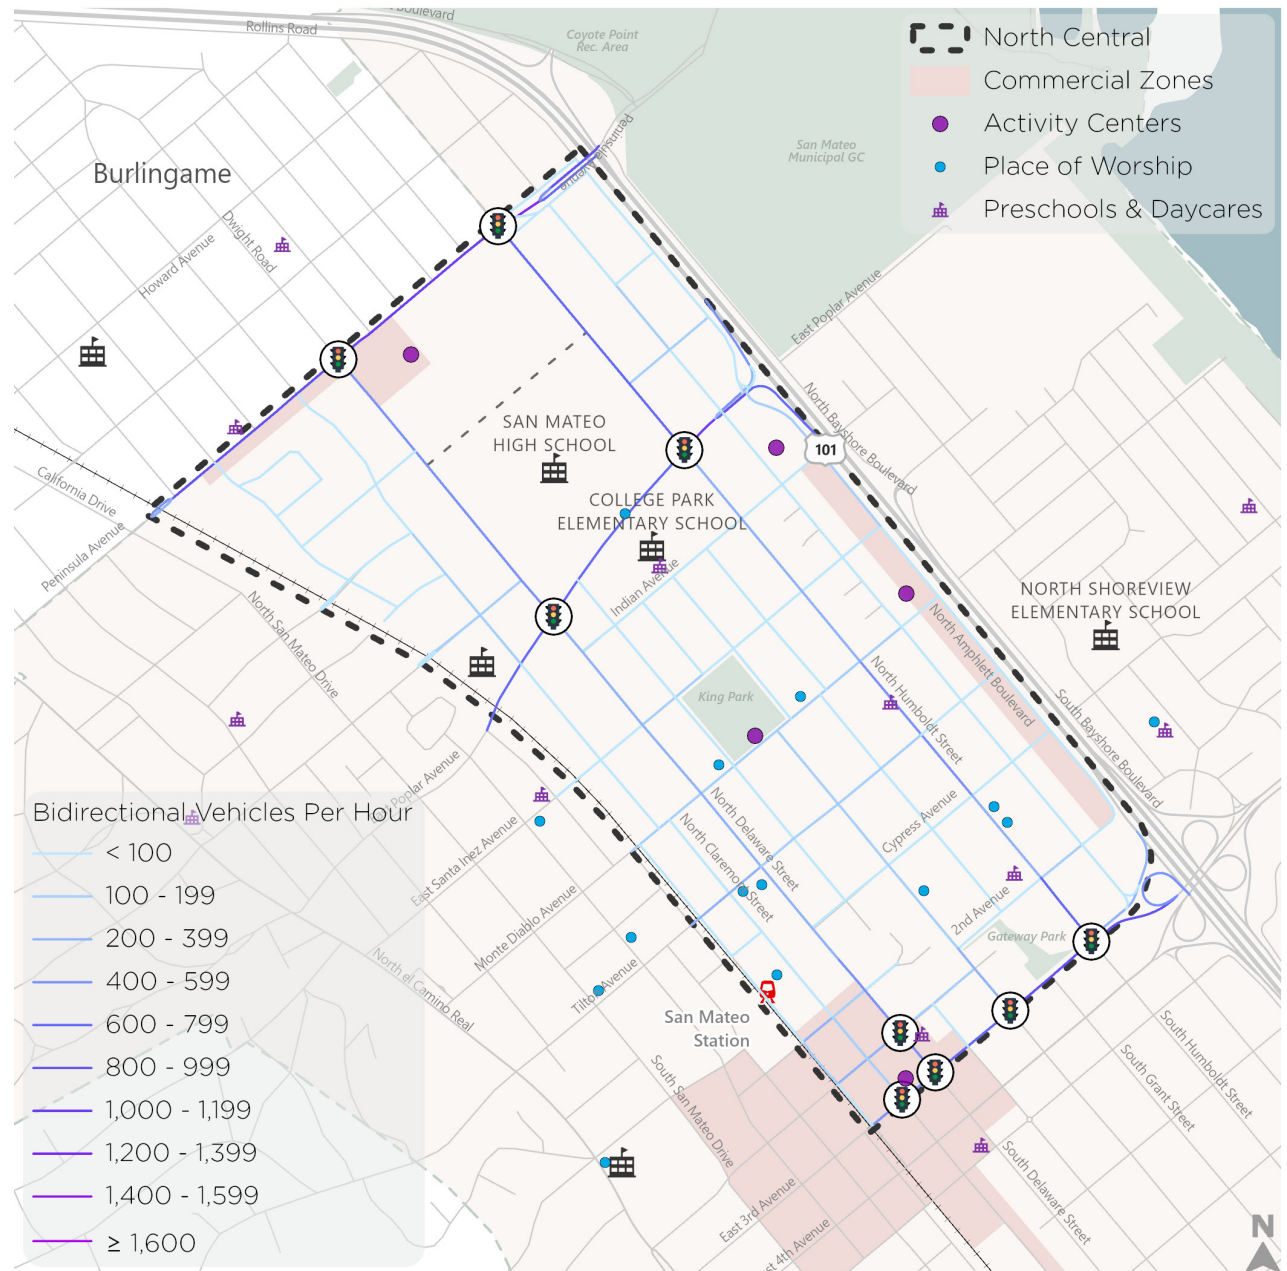 Boulevard
Rollins Road
Coyote Point
Rec. Area
North Central
Commercial Zones
Activity Centers
Place of Worship
Preschools & Daycares
Peninsula Avenue
San Mateo
Municipal GC
Burlingame
Dwight Road
Howard Avenue
East Poplar Avenue
North Bayshore Boulevard
101
SAN MATEO
HIGH SCHOOL
COLLEGE PARK
ELEMENTARY SCHOOL
California Drive
Peninsula Avenue
Indian Avenue
NORTH SHOREVIEW
ELEMENTARY SCHOOL
North San Mateo Drive
North Amphlett Boulevard
North Humboldt Street
King Park
South Bayshore Boulevard
Poplar Avenue
North Delaware Street
North Claremont Street
Cypress Avenue
East Santa Inez Avenue
2nd Avenue
Gateway Park
Monte Diablo Avenue
Tilton Avenue
North el Camino Real
San Mateo
Station
South Humboldt Street
South Grant Street
South San Mateo Drive
South Delaware Street
East 3rd Avenue
st 4th Avenue
Bidirectional Vehicles Per Hour
< 100
100 - 199
200 - 399
400 - 599
600 - 799
800 - 999
1,000 - 1,199
1,200 - 1,399
1,400 - 1,599
≥ 1,600
N